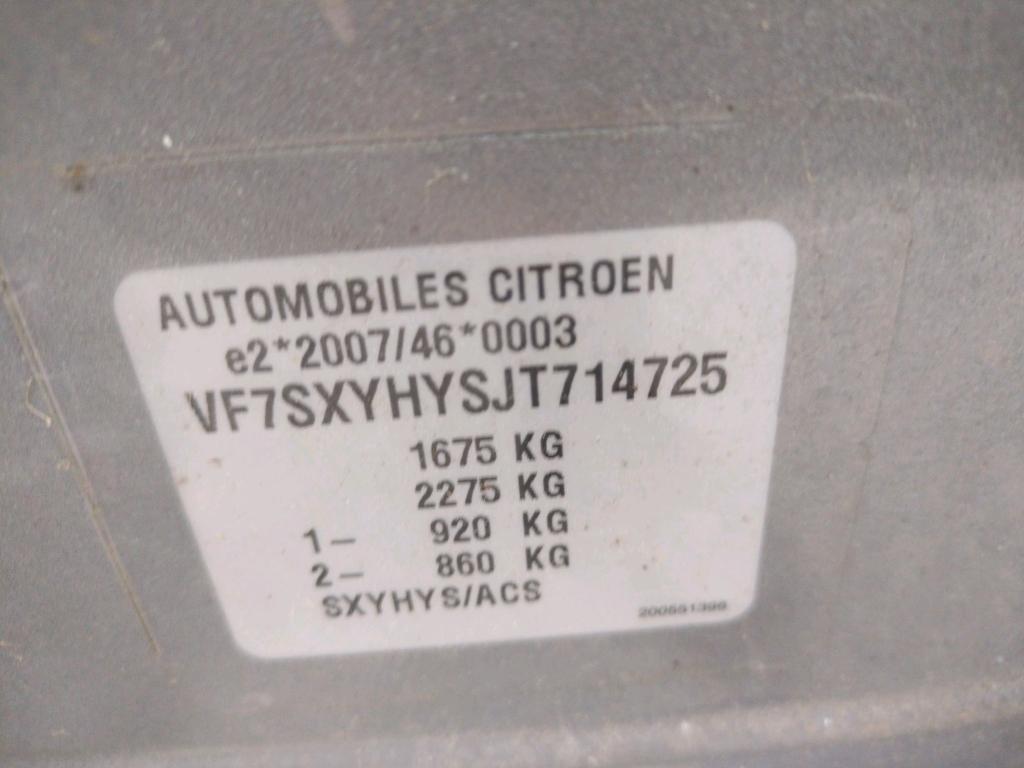 AUTOMOBILES CITROEN
e2*2007/46*0003
VF7SXYHYSJT714725
1675 KG
2275 KG
1- 920 KG
2- 860 KG
SXYHYS/ACS